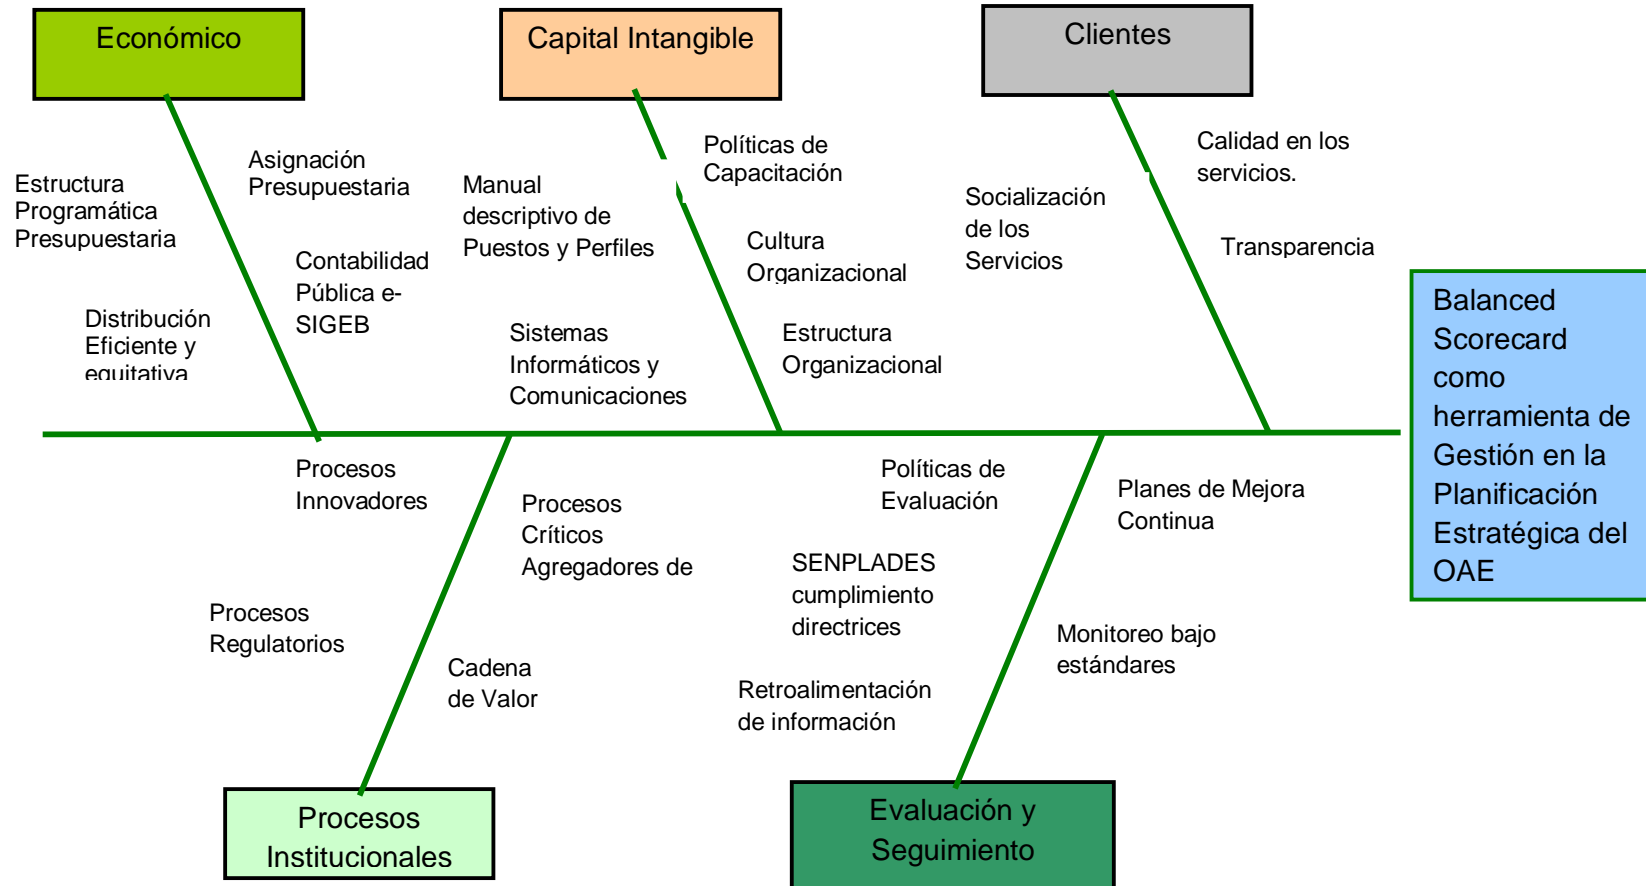 Económico
Capital Intangible
Clientes
Estructura
Programática
Presupuestaria
Asignación
Presupuestaria
Contabilidad
Pública e-
SIGEB
Distribución
Eficiente y
equitativa
Manual
descriptivo de
Puestos y Perfiles
Políticas de
Capacitación
Cultura
Organizacional
Sistemas
Informáticos y
Comunicaciones
Estructura
Organizacional
Socialización
de los
Servicios
Calidad en los
servicios.
Transparencia
Balanced
Scorecard
como
herramienta de
Gestión en la
Planificación
Estratégica del
OAE
Procesos
Innovadores
Procesos
Críticos
Agregadores de
Procesos
Regulatorios
Cadena
de Valor
Políticas de
Evaluación
Planes de Mejora
Continua
SENPLADES
cumplimiento
directrices
Monitoreo bajo
estándares
Retroalimentación
de información
Procesos
Institucionales
Evaluación y
Seguimiento